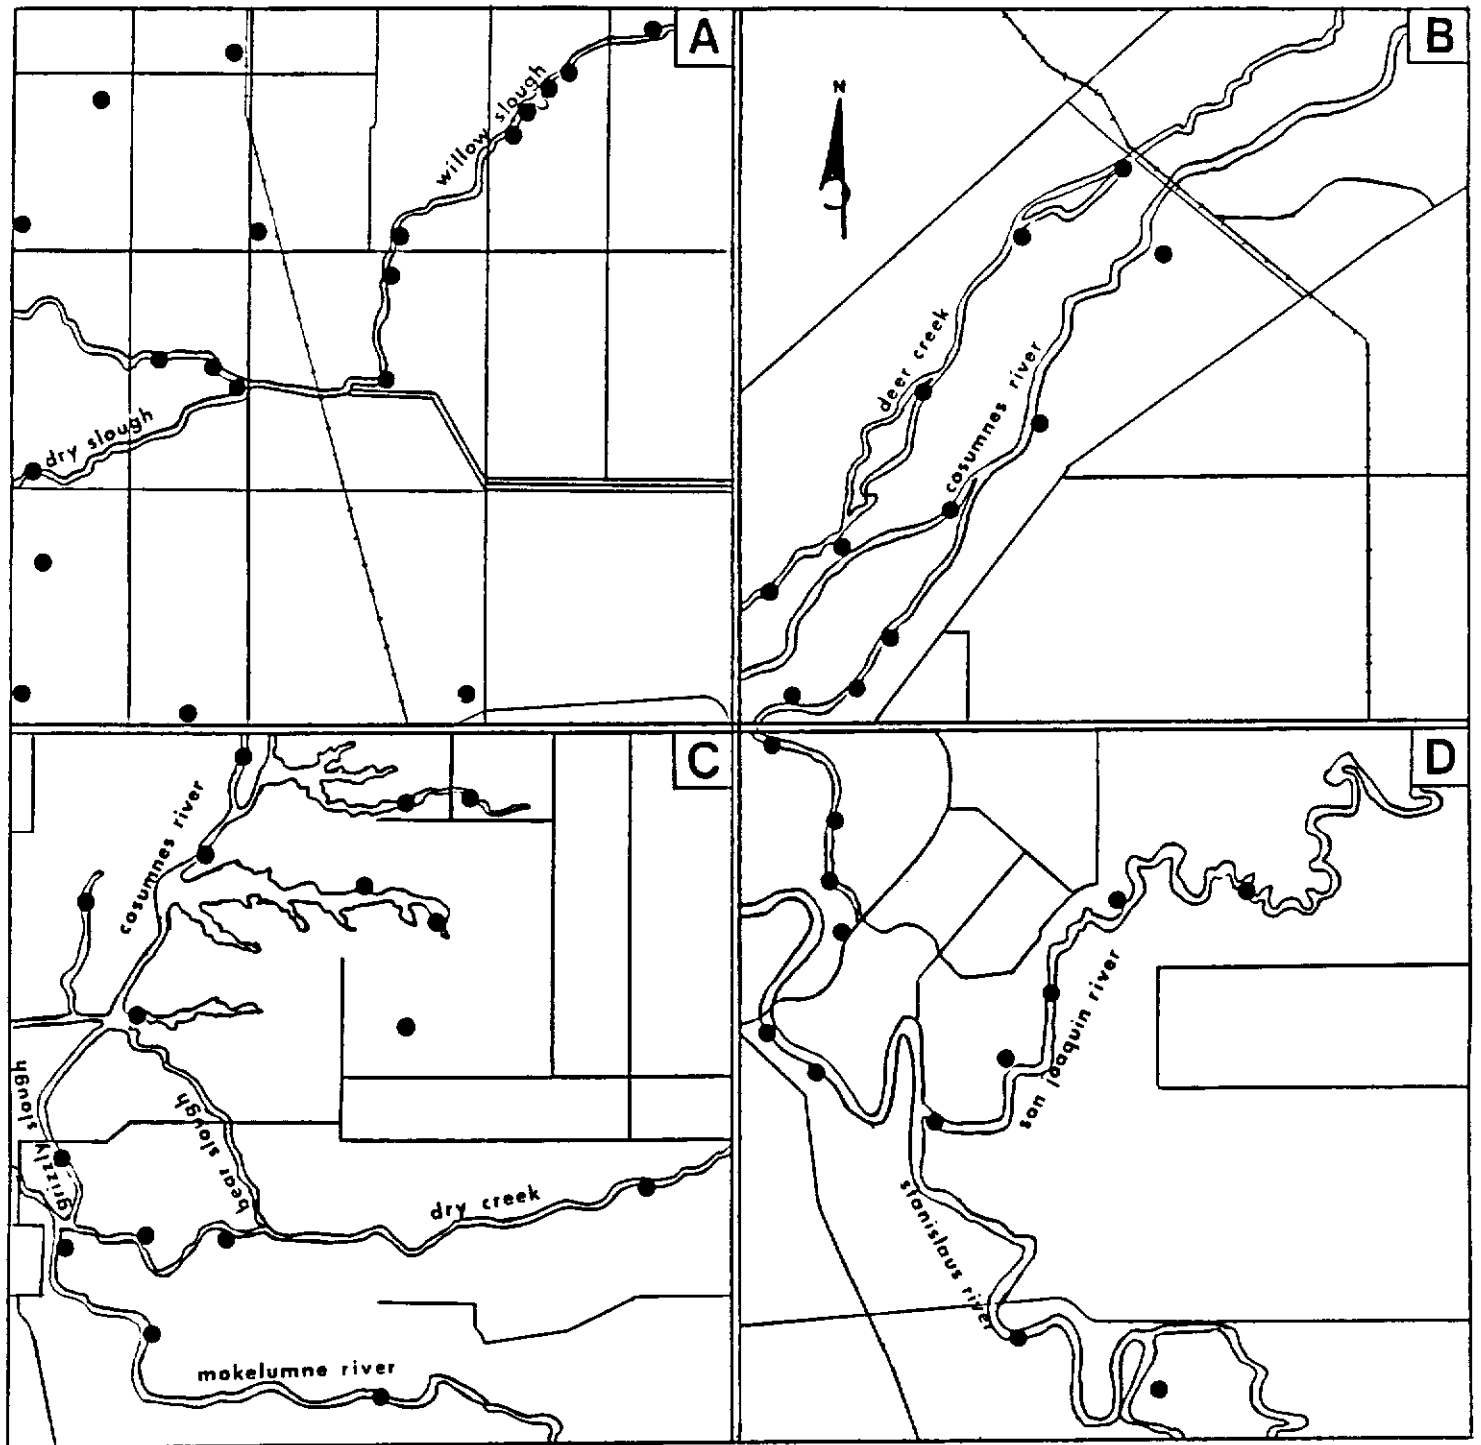 A
willow slough
dry slough
B
N
deer creek
cosumnes river
C
cosumnes river
grizzly slough
bear slough
dry creek
mokelumne river
D
san joaquin river
stanislaus river